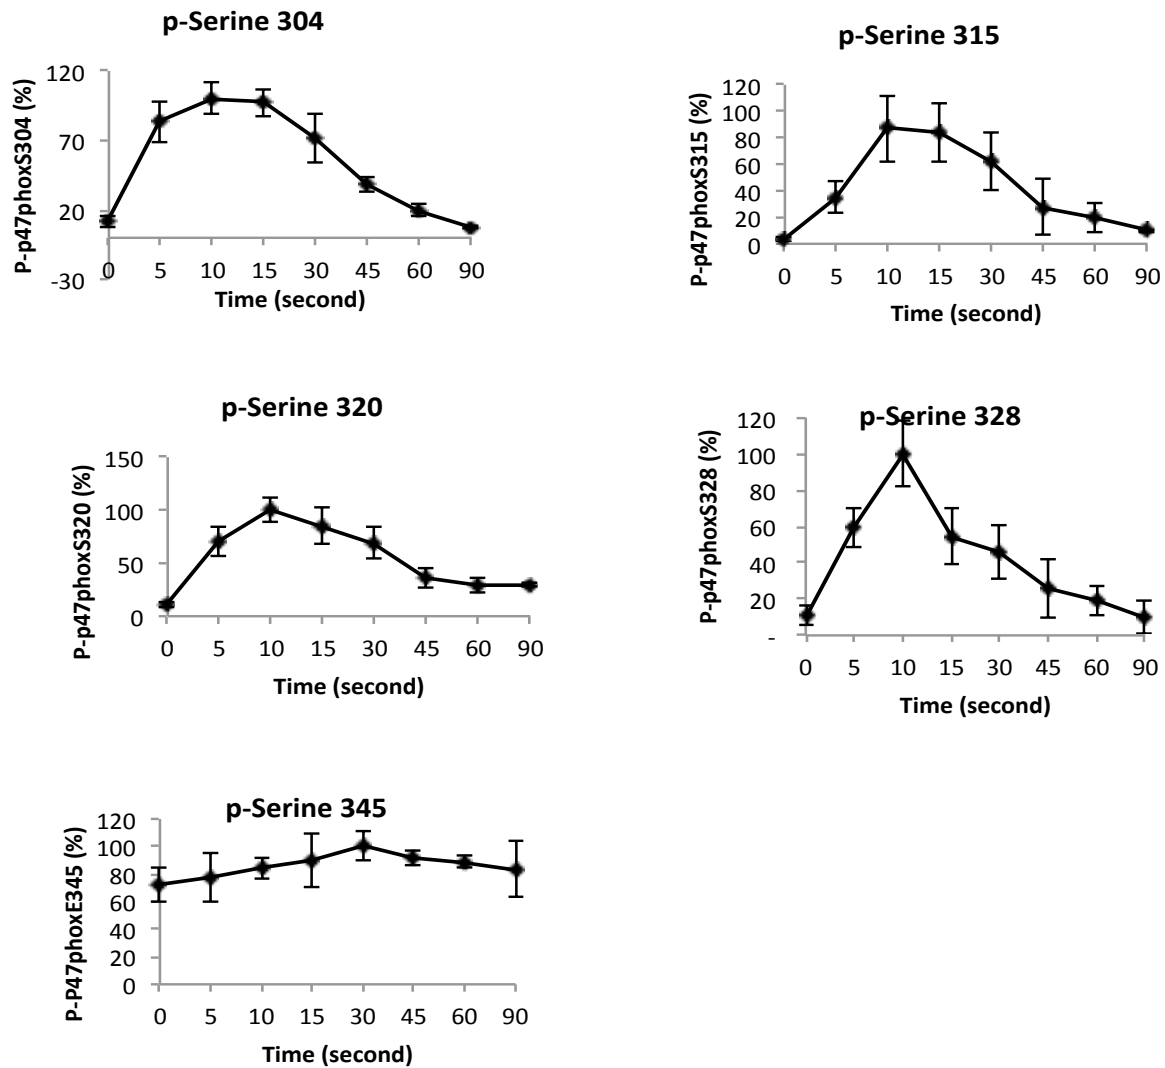 p-Serine 304
P-p47phoxS304 (%)
120
70
20
-30
0 5 10 15 30 45 60 90
Time (second)
p-Serine 315
P-p47phoxS315 (%)
120
100
80
60
40
20
0
0 5 10 15 30 45 60 90
Time (second)
p-Serine 320
P-p47phoxS320 (%)
150
100
50
0
0 5 10 15 30 45 60 90
Time (second)
p-Serine 328
P-p47phoxS328 (%)
120
100
80
60
40
20
-
0 5 10 15 30 45 60 90
Time (second)
p-Serine 345
P-P47phoxE345 (%)
120
100
80
60
40
20
0
0 5 10 15 30 45 60 90
Time (second)